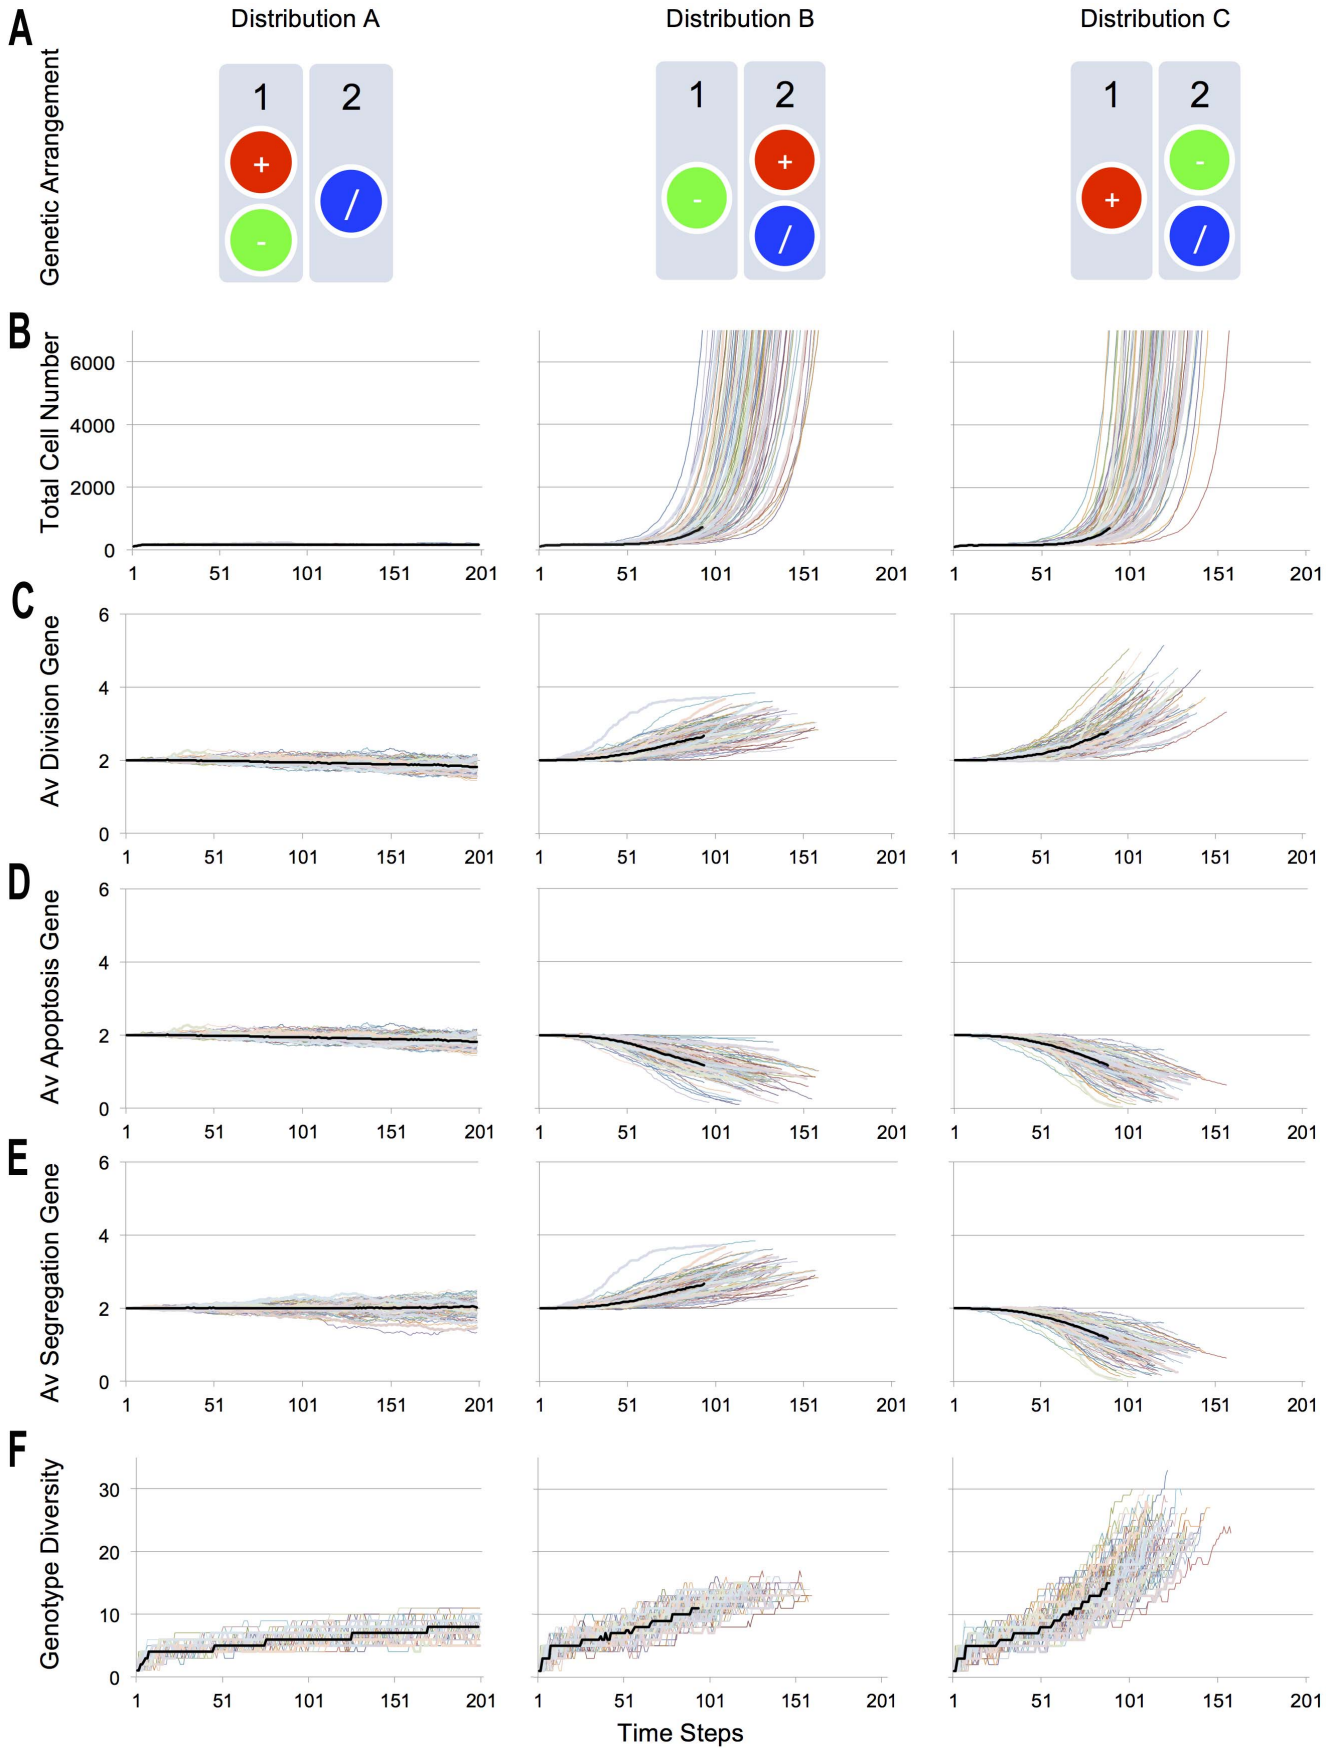 A
Distribution A
Distribution B
Distribution C
Genetic Arrangement
1 2
+
-
/
1 2
-
+
/
1 2
+
-
/
B
Total Cell Number
6000
4000
2000
0
1 51 101 151 201
1 51 101 151 201
1 51 101 151 201
C
Av Division Gene
6
4
2
0
1 51 101 151 201
1 51 101 151 201
1 51 101 151 201
D
Av Apoptosis Gene
6
4
2
0
1 51 101 151 201
1 51 101 151 201
1 51 101 151 201
E
Av Segregation Gene
6
4
2
0
1 51 101 151 201
1 51 101 151 201
1 51 101 151 201
F
Genotype Diversity
30
20
10
0
1 51 101 151 201
1 51 101 151 201
1 51 101 151 201
Time Steps